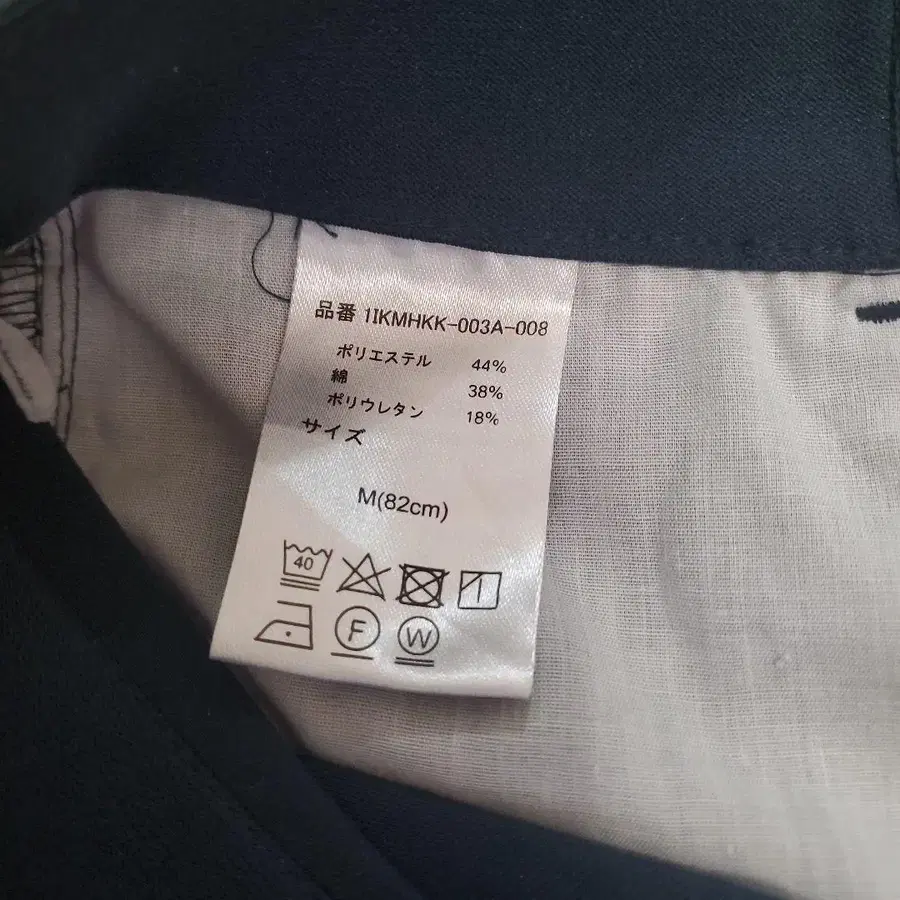 品番 1IKMHKK-003A-008
ポリエステル 44%
綿 38%
ポリウレタン 18%
サイズ
M(82cm)
40
F W